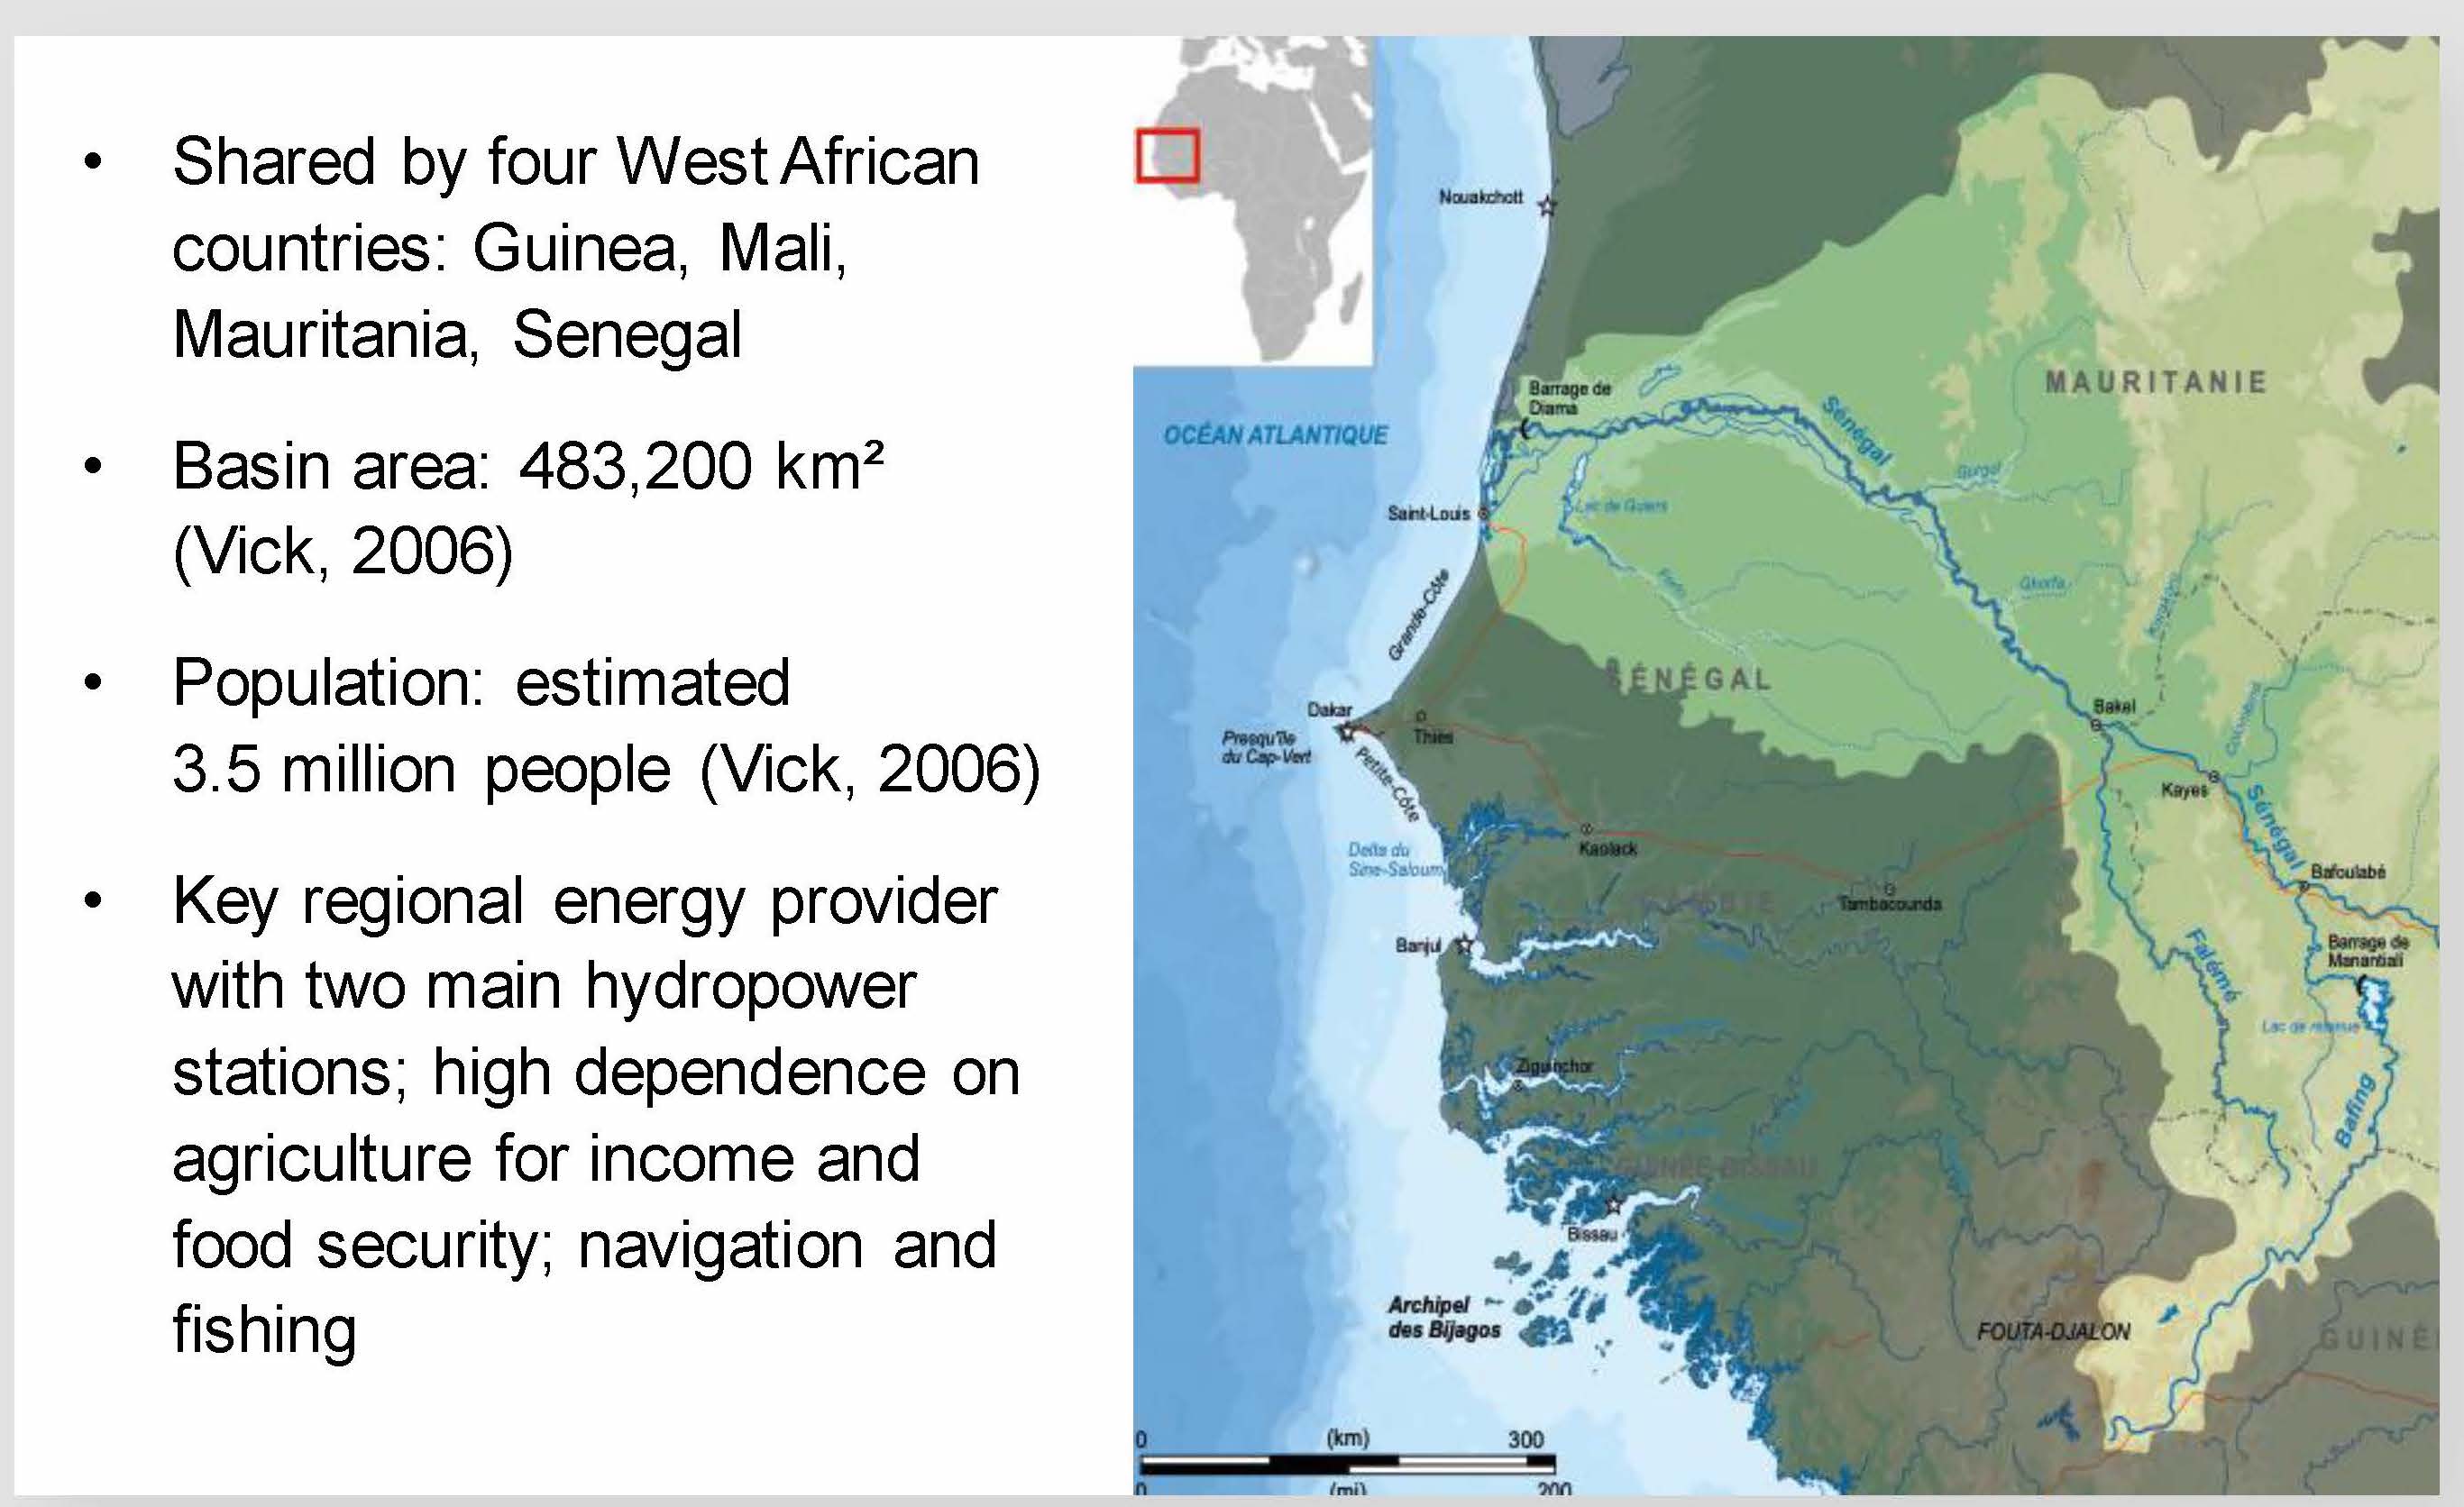 • Shared by four West African
countries: Guinea, Mali,
Mauritania, Senegal
• Basin area: 483,200 km²
(Vick, 2006)
• Population: estimated
3.5 million people (Vick, 2006)
• Key regional energy provider
with two main hydropower
stations; high dependence on
agriculture for income and
food security; navigation and
fishing
Nouakchott
MAURITANIE
Barrage de
Diama
Sénégal
OCÉAN ATLANTIQUE
Gorgol
Saint-Louis
Lac de Guiers
Ferlo
Ghorfa
Grande-Côte
SÉNÉGAL
Dakar
Bakel
Presqu'île
du Cap-Vert
Thiès
Petite-Côte
Kayes
Sénégal
Delta du
Sine-Saloum
Kaolack
Bafoulabé
Tambacounda
Banjul
Barrage de
Manantali
Falémé
Lac de retenue
Ziguinchor
Bafing
GUINÉE-BISSAU
Bissau
Archipel
des Bijagos
FOUTA-DJALON
GUINÉ
0 (km) 300
0 (mi) 200